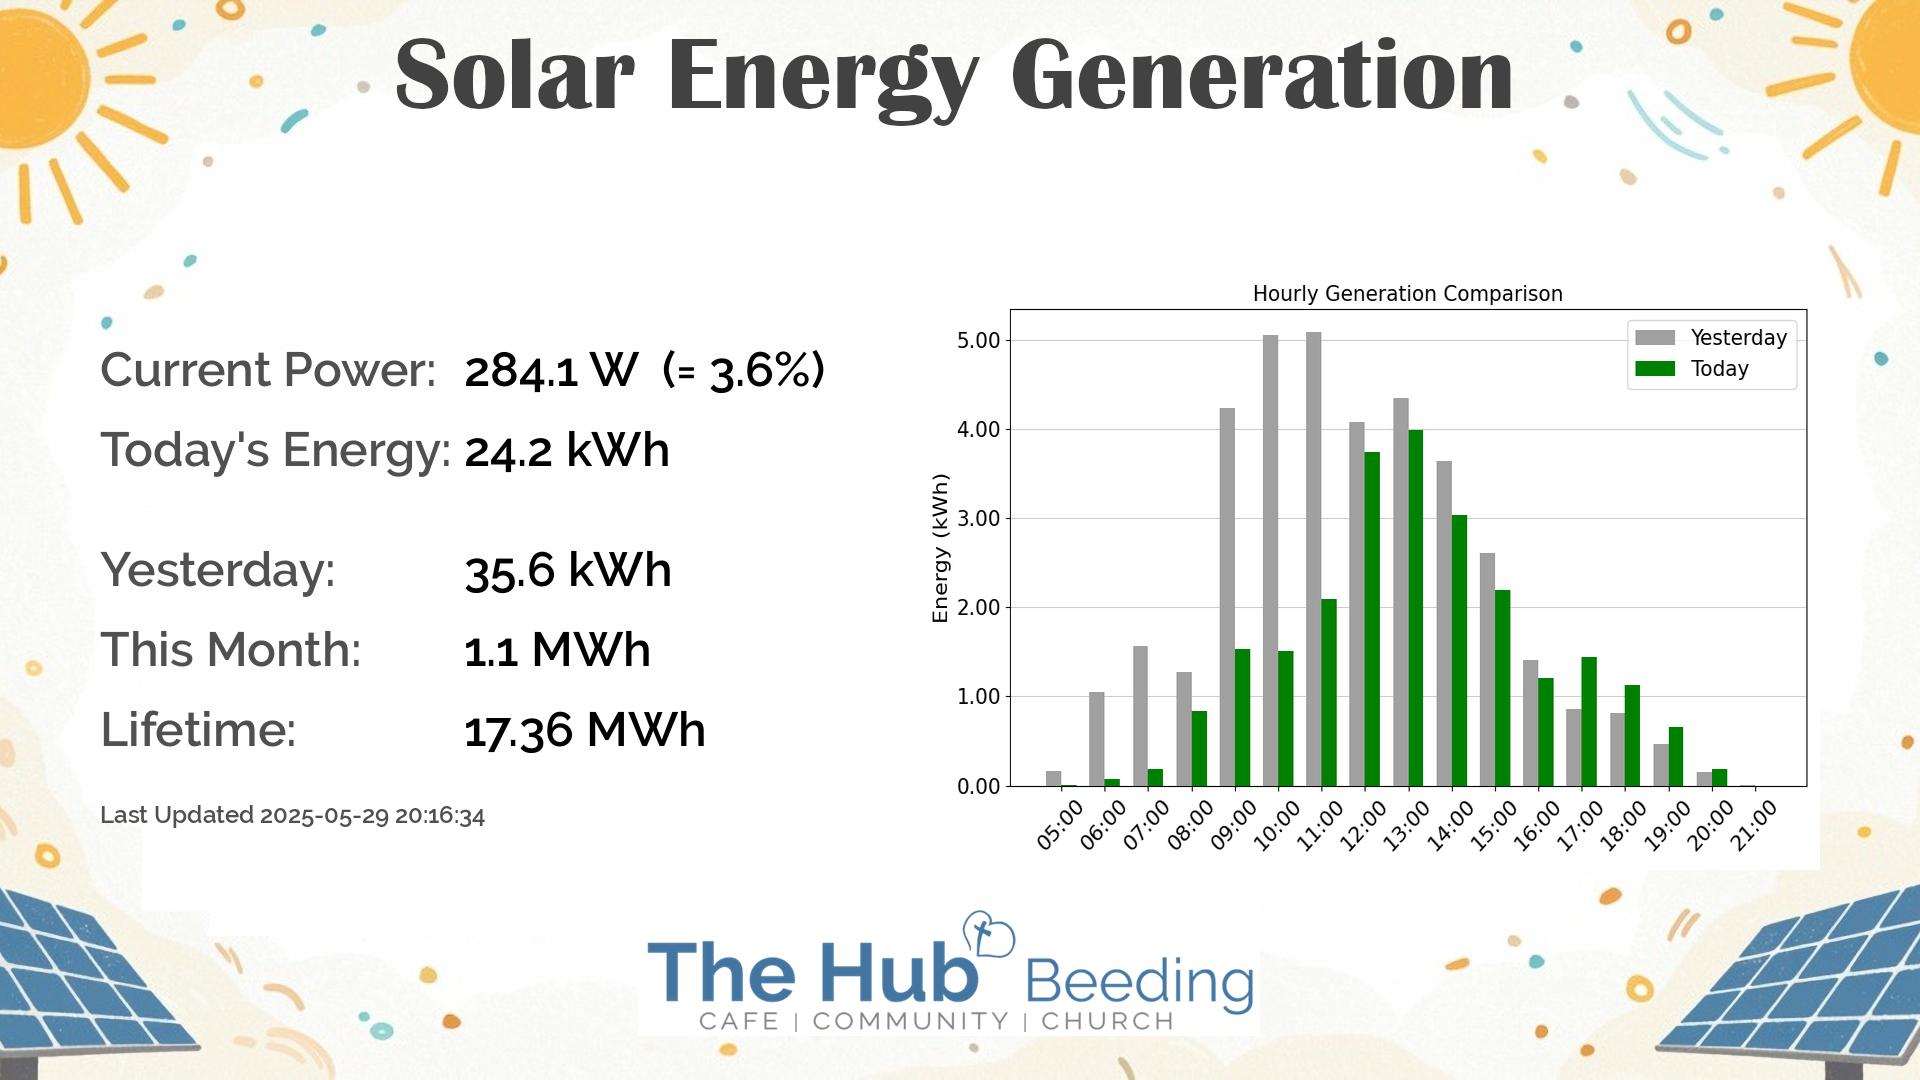 Solar Energy Generation
Current Power: 284.1 W (= 3.6%)
Today's Energy: 24.2 kWh
Yesterday: 35.6 kWh
This Month: 1.1 MWh
Lifetime: 17.36 MWh
Last Updated 2025-05-29 20:16:34
Hourly Generation Comparison
Yesterday
Today
Energy (kWh)
5.00
4.00
3.00
2.00
1.00
0.00
05:00 06:00 07:00 08:00 09:00 10:00 11:00 12:00 13:00 14:00 15:00 16:00 17:00 18:00 19:00 20:00 21:00
The Hub Beeding
CAFE | COMMUNITY | CHURCH